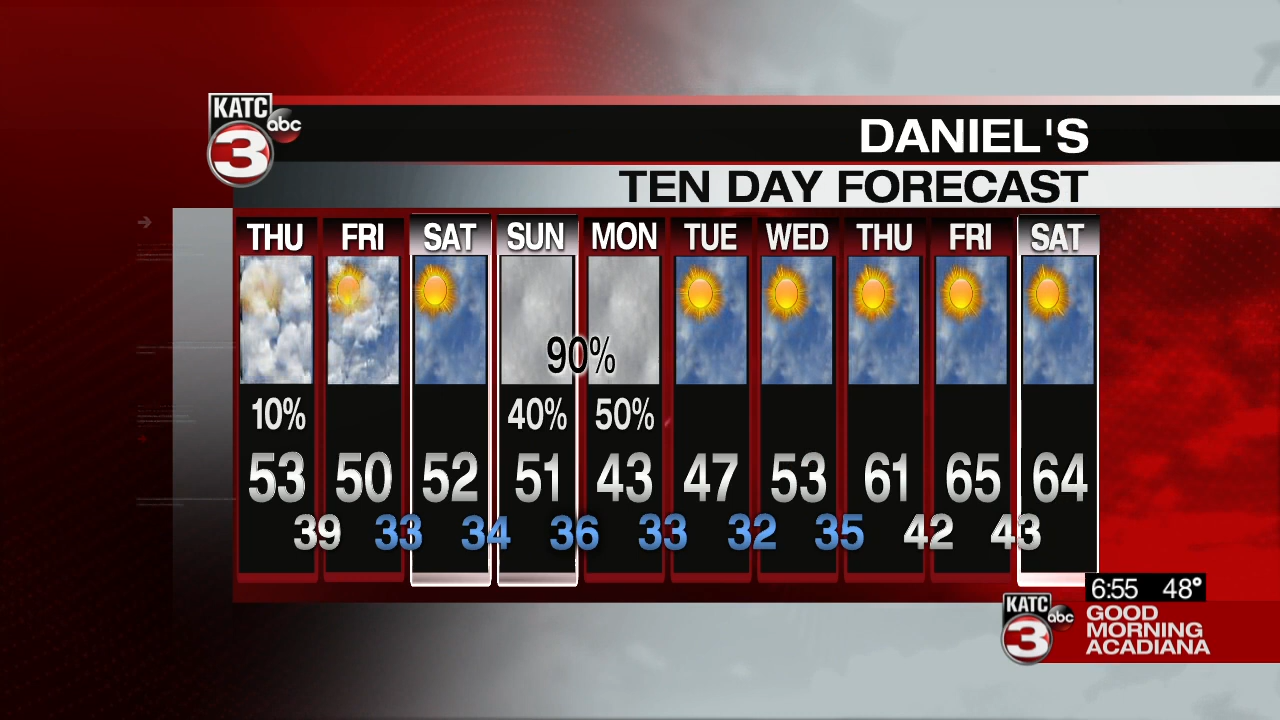 KATC
abc
3
DANIEL'S
TEN DAY FORECAST
THU FRI SAT SUN MON TUE WED THU FRI SAT
90%
10% 40% 50%
53 50 52 51 43 47 53 61 65 64
39 33 34 36 33 32 35 42 43
6:55 48°
KATC
abc
3
GOOD
MORNING
ACADIANA